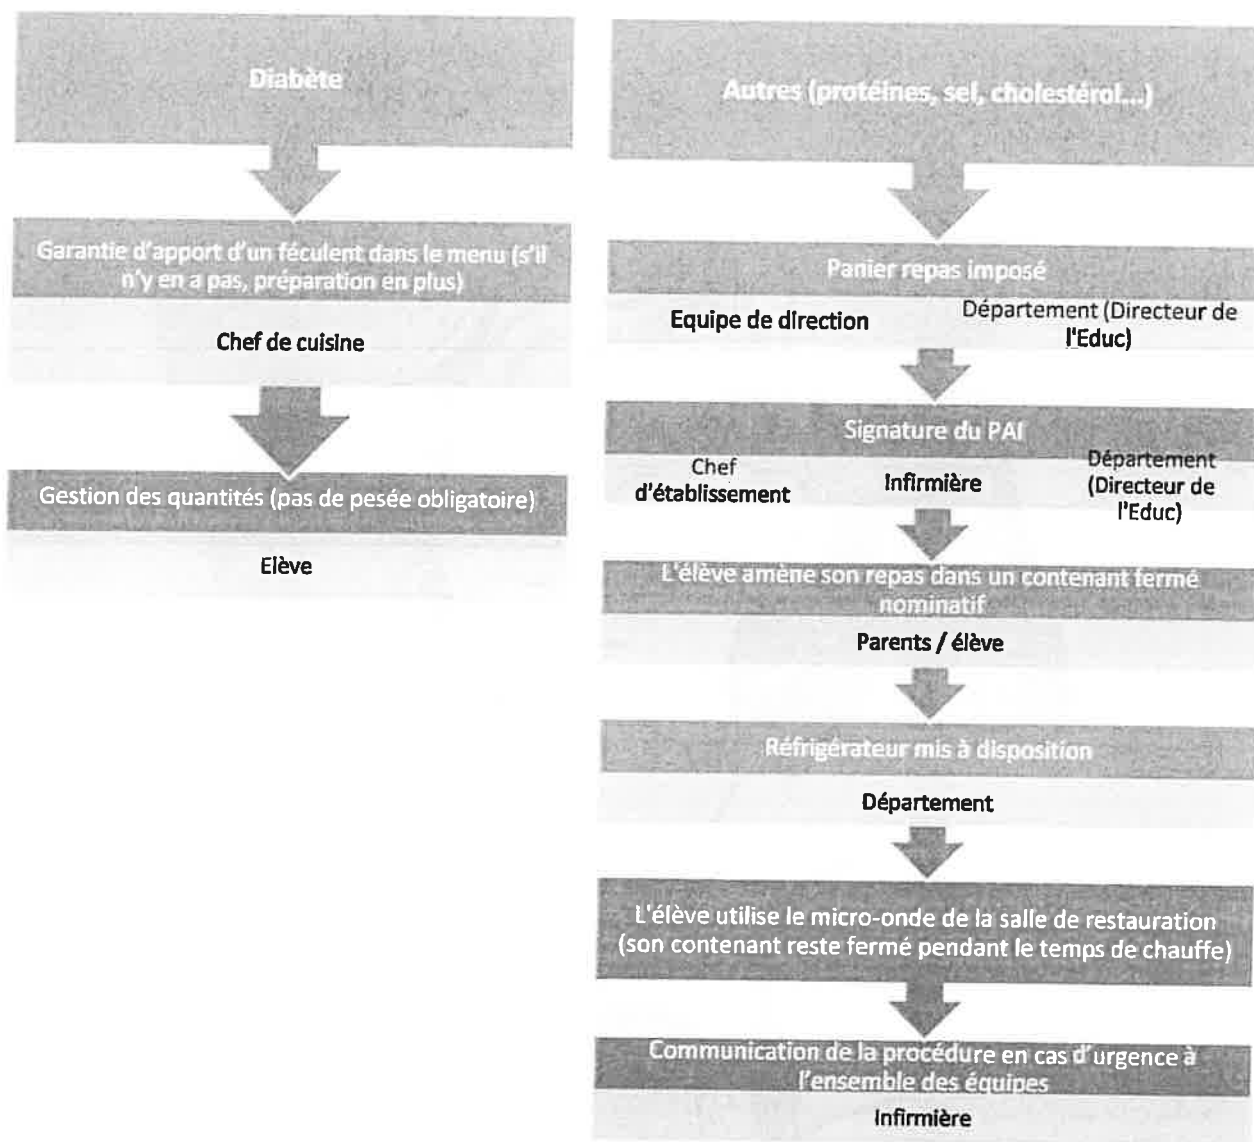 Diabète
Garantie d'apport d'un féculent dans le menu (s'il
n'y en a pas, préparation en plus)
Chef de cuisine
Gestion des quantités (pas de pesée obligatoire)
Elève
Autres (protéines, sel, cholestérol...)
Panier repas imposé
Equipe de direction
Département (Directeur de
l'Educ)
Signature du PAI
Chef
d'établissement
Infirmière
Département
(Directeur de
l'Educ)
L'élève amène son repas dans un contenant fermé
nominatif
Parents / élève
Réfrigérateur mis à disposition
Département
L'élève utilise le micro-onde de la salle de restauration
(son contenant reste fermé pendant le temps de chauffe)
Communication de la procédure en cas d'urgence à
l'ensemble des équipes
Infirmière